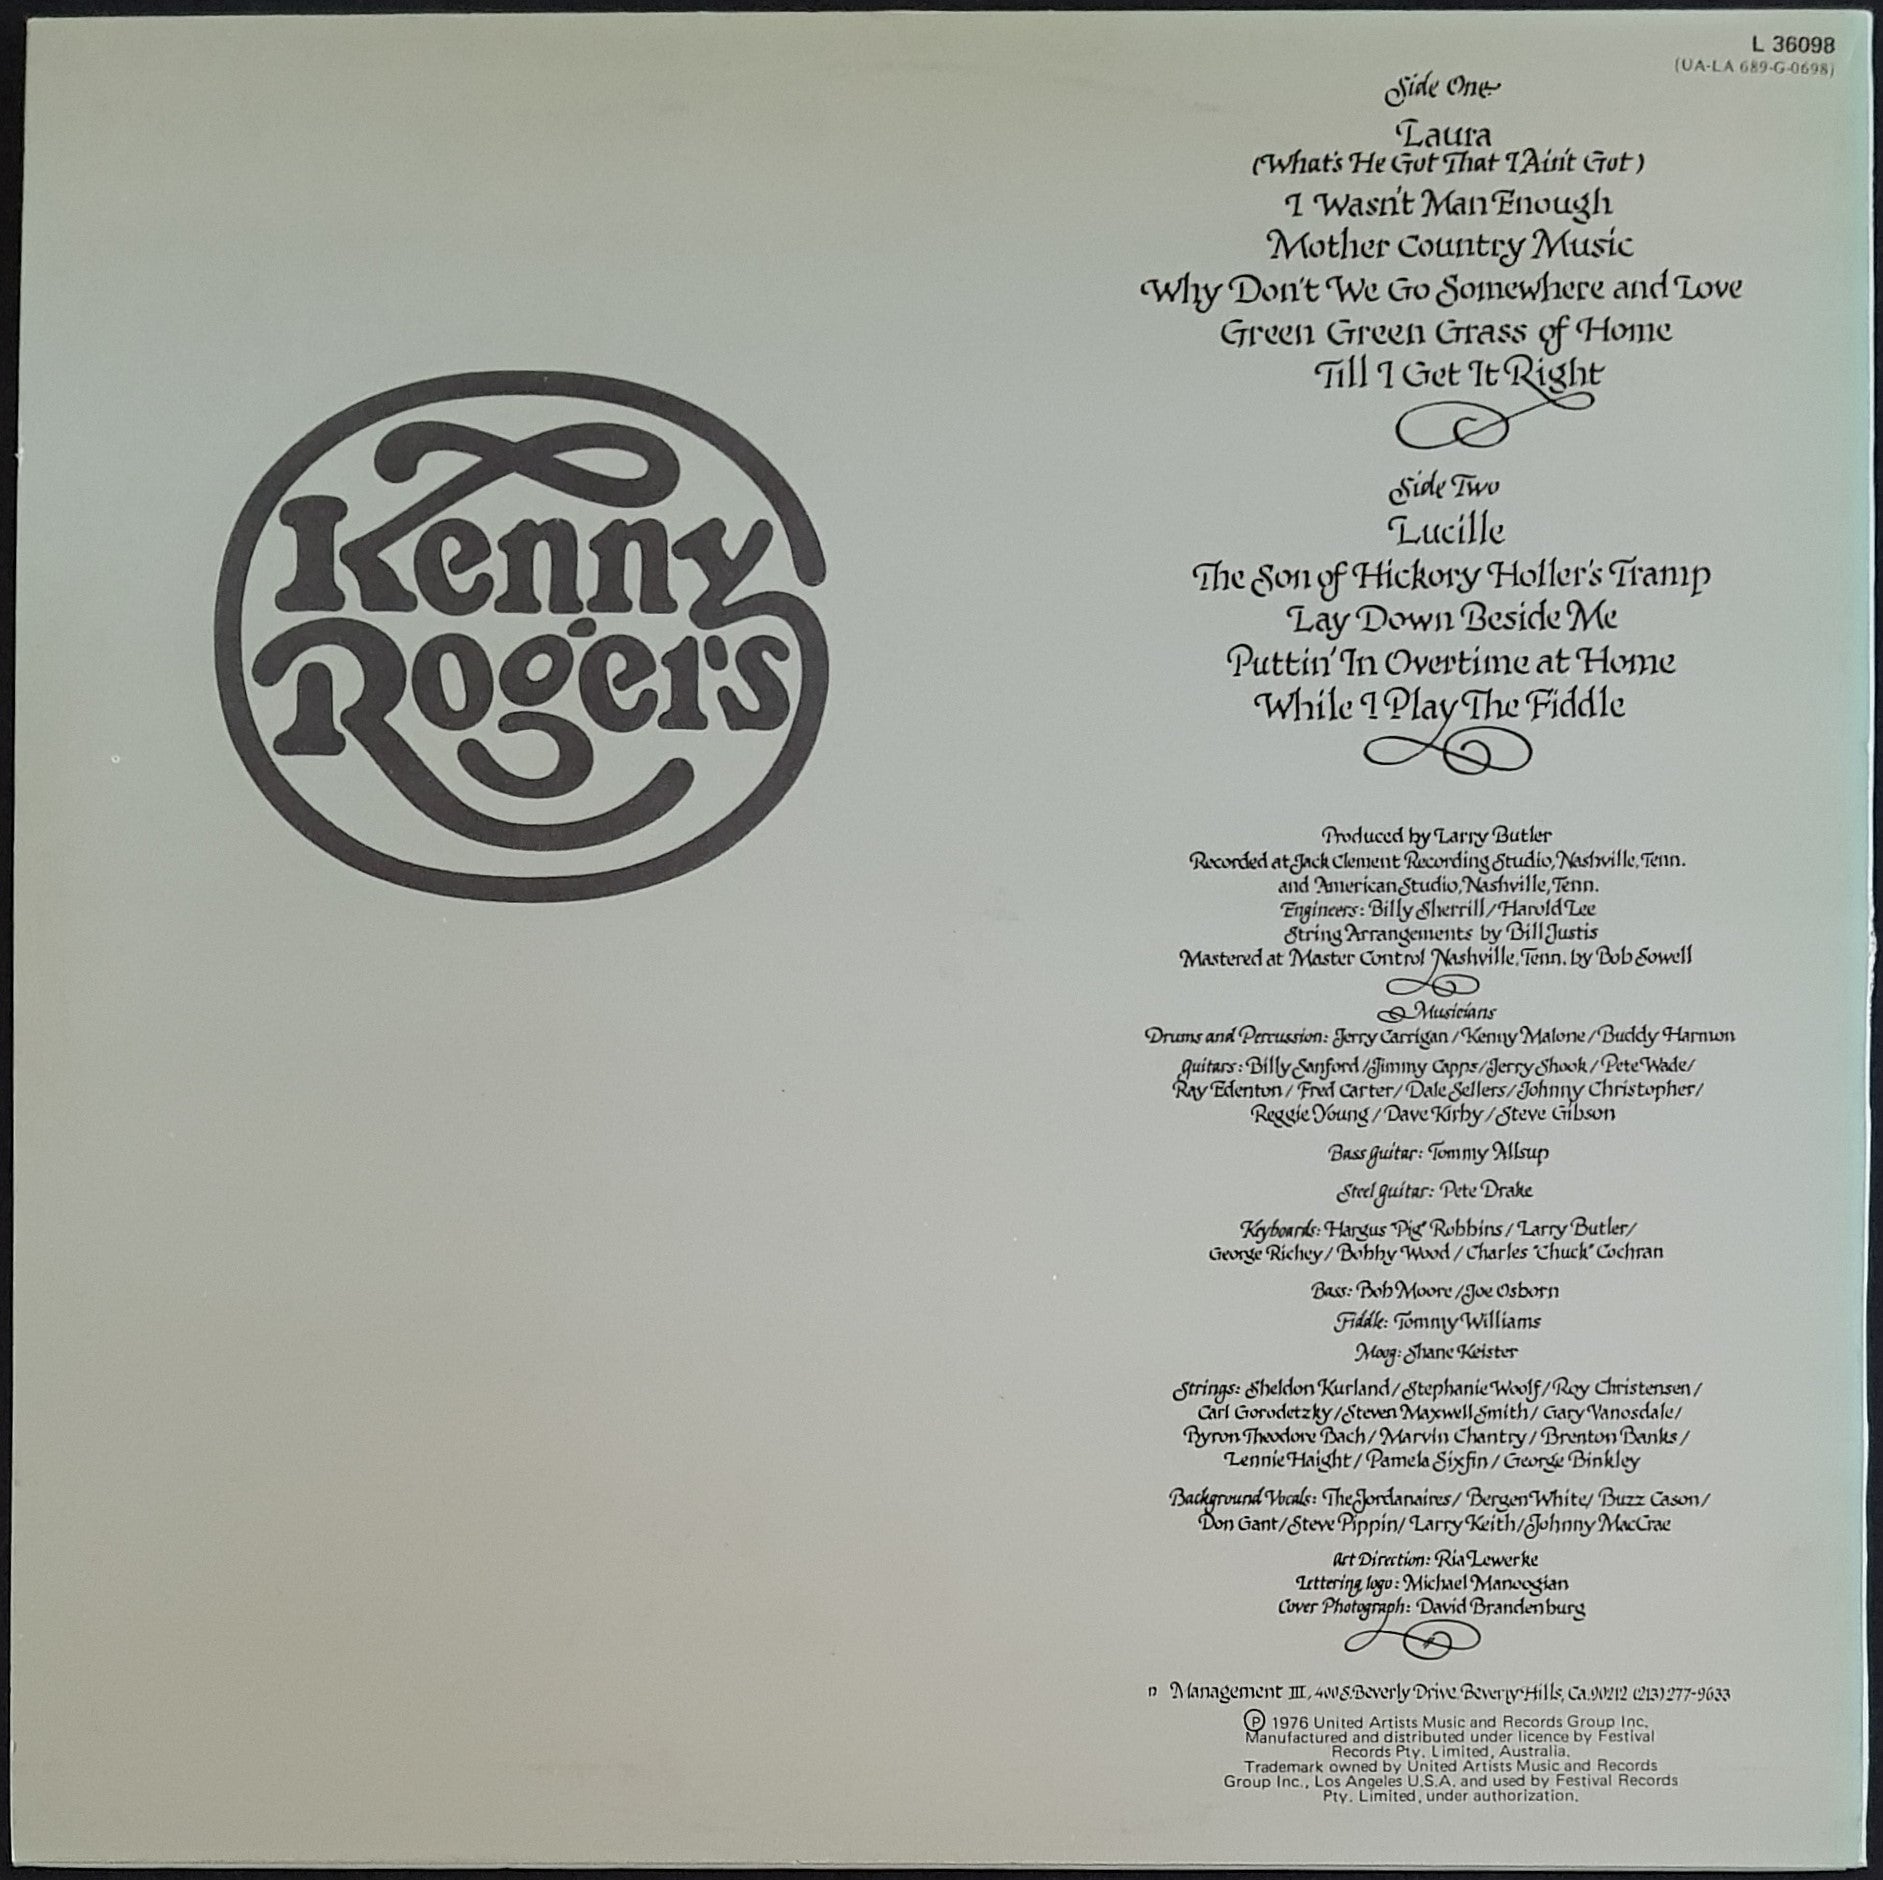 L 36098
(UA-LA 689-G-0698)
Kenny
Rogers
Side One
Laura
(What's He Got That I Ain't Got)
I Wasn't Man Enough
Mother Country Music
Why Don't We Go Somewhere and Love
Green Green Grass of Home
Till I Get It Right
Side Two
Lucille
The Son of Hickory Holler's Tramp
Lay Down Beside Me
Puttin' In Overtime at Home
While I Play The Fiddle
Produced by Larry Butler
Recorded at Jack Clement Recording Studio, Nashville, Tenn.
and American Studio, Nashville, Tenn.
Engineers: Billy Sherrill/Harold Lee
String Arrangements by Bill Justis
Mastered at Master Control Nashville, Tenn. by Bob Sowell
Musicians
Drums and Percussion: Jerry Carrigan/Kenny Malone/Buddy Harmon
Guitars: Billy Sanford/Jimmy Capps/Jerry Shook/Pete Wade/
Ray Edenton/Fred Carter/Dale Sellers/Johnny Christopher/
Reggie Young/Dave Kirby/Steve Gibson
Bass Guitar: Tommy Allsup
Steel Guitar: Pete Drake
Keyboards: Hargus "Pig" Robbins/Larry Butler/
George Richey/Bobby Wood/Charles "Chuck" Cochran
Bass: Bob Moore/Joe Osborn
Fiddle: Tommy Williams
Moog: Shane Keister
Strings: Sheldon Kurland/Stephanie Woolf/Roy Christensen/
Carl Gorodetzky/Steven Maxwell Smith/Gary Vanosdale/
Byron Theodore Bach/Marvin Chantry/Brenton Banks/
Lennie Haight/Pamela Sixfin/George Binkley
Background Vocals: The Jordanaires/Bergen White/Buzz Cason/
Don Gant/Steve Pippin/Larry Keith/Johnny MacCrae
Art Direction: Ria Lewerke
Lettering, logo: Michael Manoogian
Cover Photograph: David Brandenburg
n Management III, 400 S. Beverly Drive, Beverly Hills, Ca. 90212 (213) 277-9633
Ⓟ 1976 United Artists Music and Records Group Inc.
Manufactured and distributed under licence by Festival
Records Pty. Limited, Australia.
Trademark owned by United Artists Music and Records
Group Inc., Los Angeles U.S.A. and used by Festival Records
Pty. Limited, under authorization.